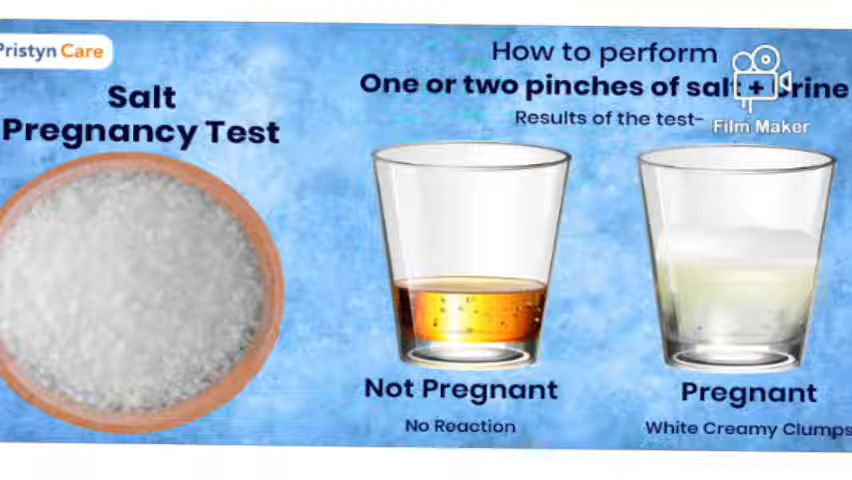 Pristyn Care
Salt
Pregnancy Test
How to perform
One or two pinches of salt + Urine
Results of the test-
Film Maker
Not Pregnant
No Reaction
Pregnant
White Creamy Clumps